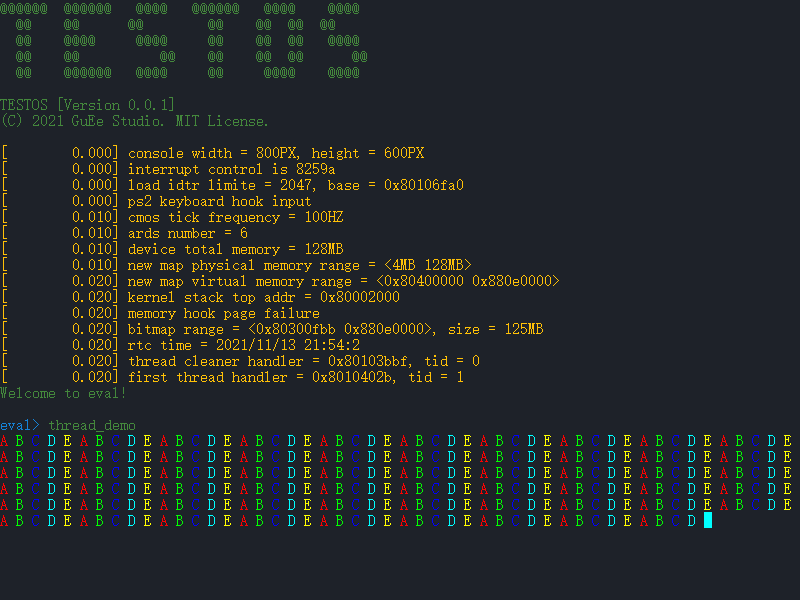 @@@@@@  @@@@@@   @@@@   @@@@@@   @@@@    @@@@
  @@    @@      @@        @@    @@  @@  @@
  @@    @@@@     @@@@     @@    @@  @@   @@@@
  @@    @@          @@    @@    @@  @@      @@
  @@    @@@@@@   @@@@     @@     @@@@    @@@@
TESTOS [Version 0.0.1]
(C) 2021 GuEe Studio. MIT License.
[        0.000] console width = 800PX, height = 600PX
[        0.000] interrupt control is 8259a
[        0.000] load idtr limite = 2047, base = 0x80106fa0
[        0.000] ps2 keyboard hook input
[        0.010] cmos tick frequency = 100HZ
[        0.010] ards number = 6
[        0.010] device total memory = 128MB
[        0.010] new map physical memory range = <4MB 128MB>
[        0.020] new map virtual memory range = <0x80400000 0x880e0000>
[        0.020] kernel stack top addr = 0x80002000
[        0.020] memory hook page failure
[        0.020] bitmap range = <0x80300fbb 0x880e0000>, size = 125MB
[        0.020] rtc time = 2021/11/13 21:54:2
[        0.020] thread cleaner handler = 0x80103bbf, tid = 0
[        0.020] first thread handler = 0x8010402b, tid = 1
Welcome to eval!
eval> thread_demo
A B C D E A B C D E A B C D E A B C D E A B C D E A B C D E A B C D E A B C D E A B C D E A B C D E
A B C D E A B C D E A B C D E A B C D E A B C D E A B C D E A B C D E A B C D E A B C D E A B C D E
A B C D E A B C D E A B C D E A B C D E A B C D E A B C D E A B C D E A B C D E A B C D E A B C D E
A B C D E A B C D E A B C D E A B C D E A B C D E A B C D E A B C D E A B C D E A B C D E A B C D E
A B C D E A B C D E A B C D E A B C D E A B C D E A B C D E A B C D E A B C D E A B C D E A B C D E
A B C D E A B C D E A B C D E A B C D E A B C D E A B C D E A B C D E A B C D E A B C D